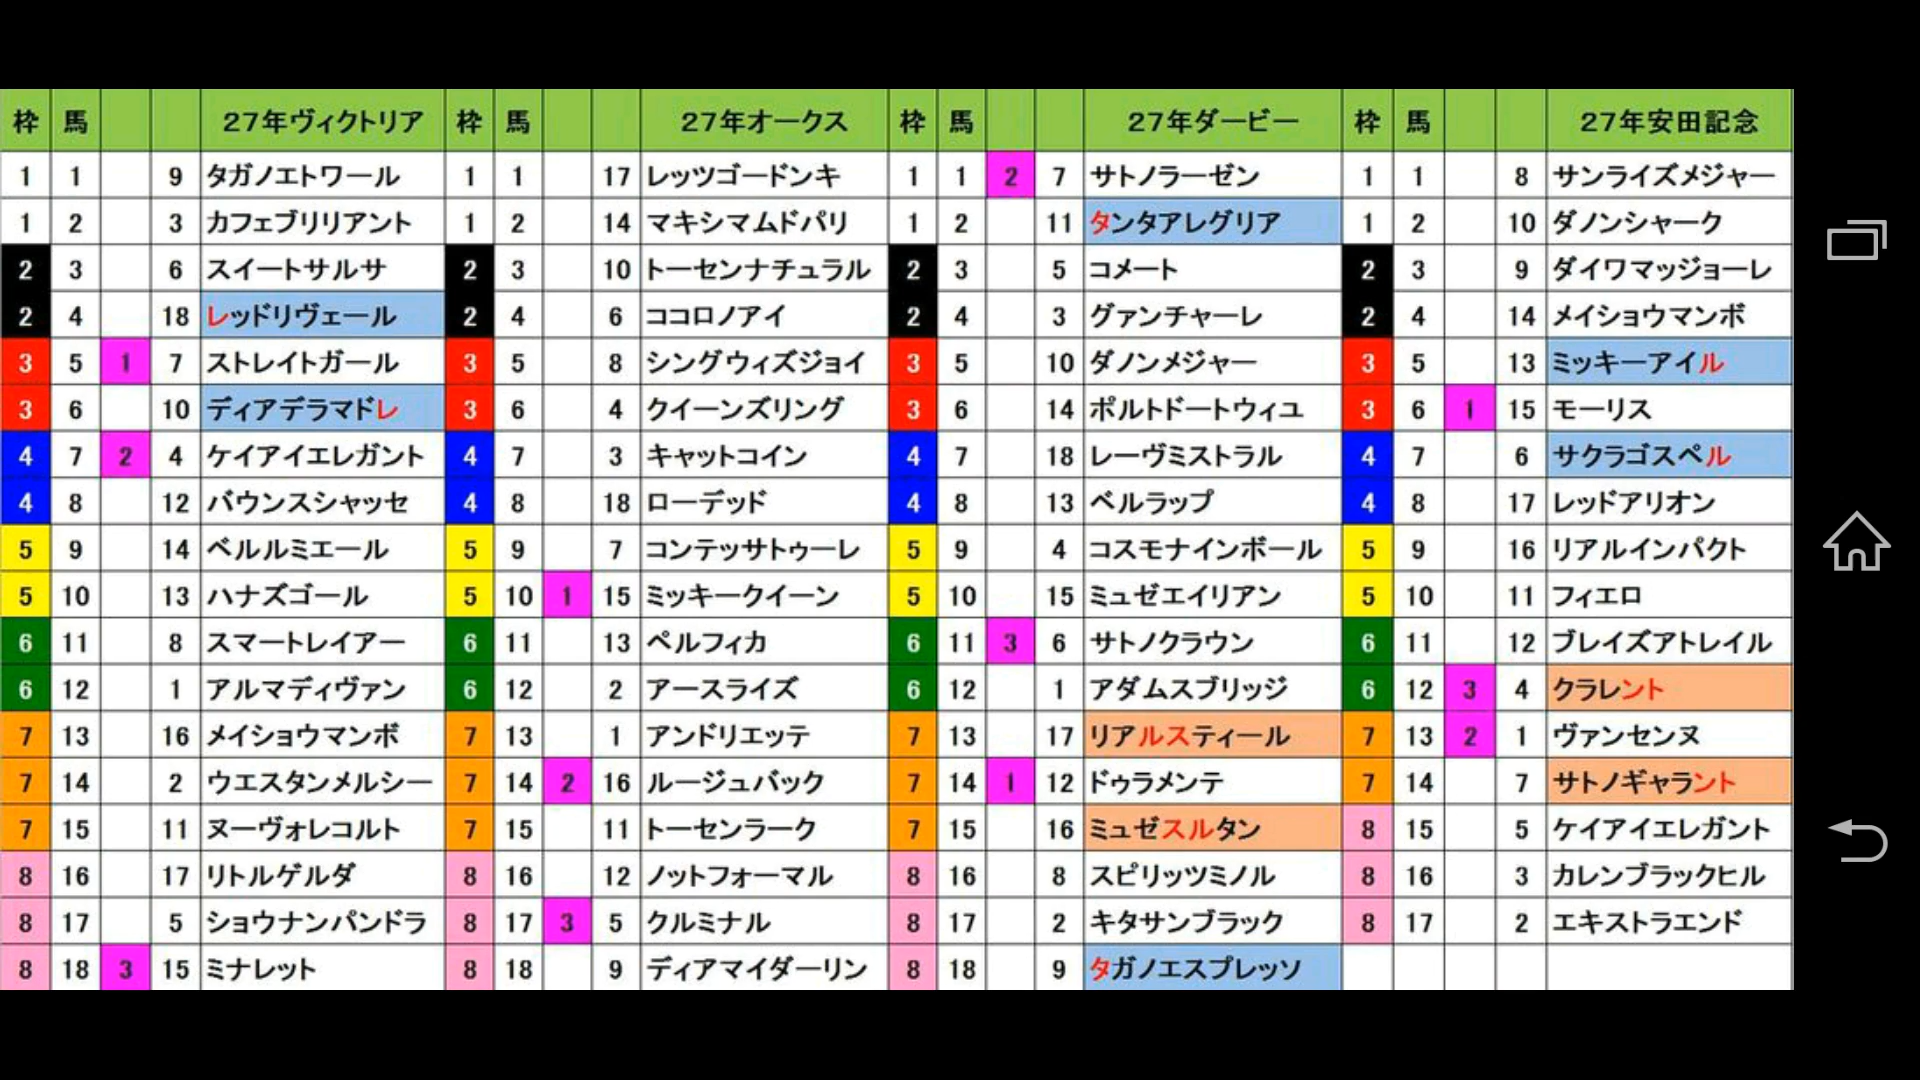 枠 馬 27年ヴィクトリア 枠 馬 27年オークス 枠 馬 27年ダービー 枠 馬 27年安田記念
1 1 9 タガノエトワール 1 1 17 レッツゴードンキ 1 1 2 7 サトノラーゼン 1 1 8 サンライズメジャー
1 2 3 カフェブリリアント 1 2 14 マキシマムドパリ 1 2 11 タンタアレグリア 1 2 10 ダノンシャーク
2 3 6 スイートサルサ 2 3 10 トーセンナチュラル 2 3 5 コメート 2 3 9 ダイワマッジョーレ
2 4 18 レッドリヴェール 2 4 6 ココロノアイ 2 4 3 グァンチャーレ 2 4 14 メイショウマンボ
3 5 1 7 ストレイトガール 3 5 8 シングウィズジョイ 3 5 10 ダノンメジャー 3 5 13 ミッキーアイル
3 6 10 ディアデラマドレ 3 6 4 クイーンズリング 3 6 14 ポルトドートウィユ 3 6 1 15 モーリス
4 7 2 4 ケイアイエレガント 4 7 3 キャットコイン 4 7 18 レーヴミストラル 4 7 6 サクラゴスペル
4 8 12 バウンスシャッセ 4 8 18 ローデッド 4 8 13 ベルラップ 4 8 17 レッドアリオン
5 9 14 ベルルミエール 5 9 7 コンテッサトゥーレ 5 9 4 コスモナインボール 5 9 16 リアルインパクト
5 10 13 ハナズゴール 5 10 1 15 ミッキークイーン 5 10 15 ミュゼエイリアン 5 10 11 フィエロ
6 11 8 スマートレイアー 6 11 13 ペルフィカ 6 11 3 6 サトノクラウン 6 11 12 ブレイズアトレイル
6 12 1 アルマディヴァン 6 12 2 アースライズ 6 12 1 アダムスブリッジ 6 12 3 4 クラレント
7 13 16 メイショウマンボ 7 13 1 アンドリエッテ 7 13 17 リアルスティール 7 13 2 1 ヴァンセンヌ
7 14 2 ウエスタンメルシー 7 14 2 16 ルージュバック 7 14 1 12 ドゥラメンテ 7 14 7 サトノギャラント
7 15 11 ヌーヴォレコルト 7 15 11 トーセンラーク 7 15 16 ミュゼスルタン 8 15 5 ケイアイエレガント
8 16 17 リトルゲルダ 8 16 12 ノットフォーマル 8 16 8 スピリッツミノル 8 16 3 カレンブラックヒル
8 17 5 ショウナンパンドラ 8 17 3 5 クルミナル 8 17 2 キタサンブラック 8 17 2 エキストラエンド
8 18 3 15 ミナレット 8 18 9 ディアマイダーリン 8 18 9 タガノエスプレッソ